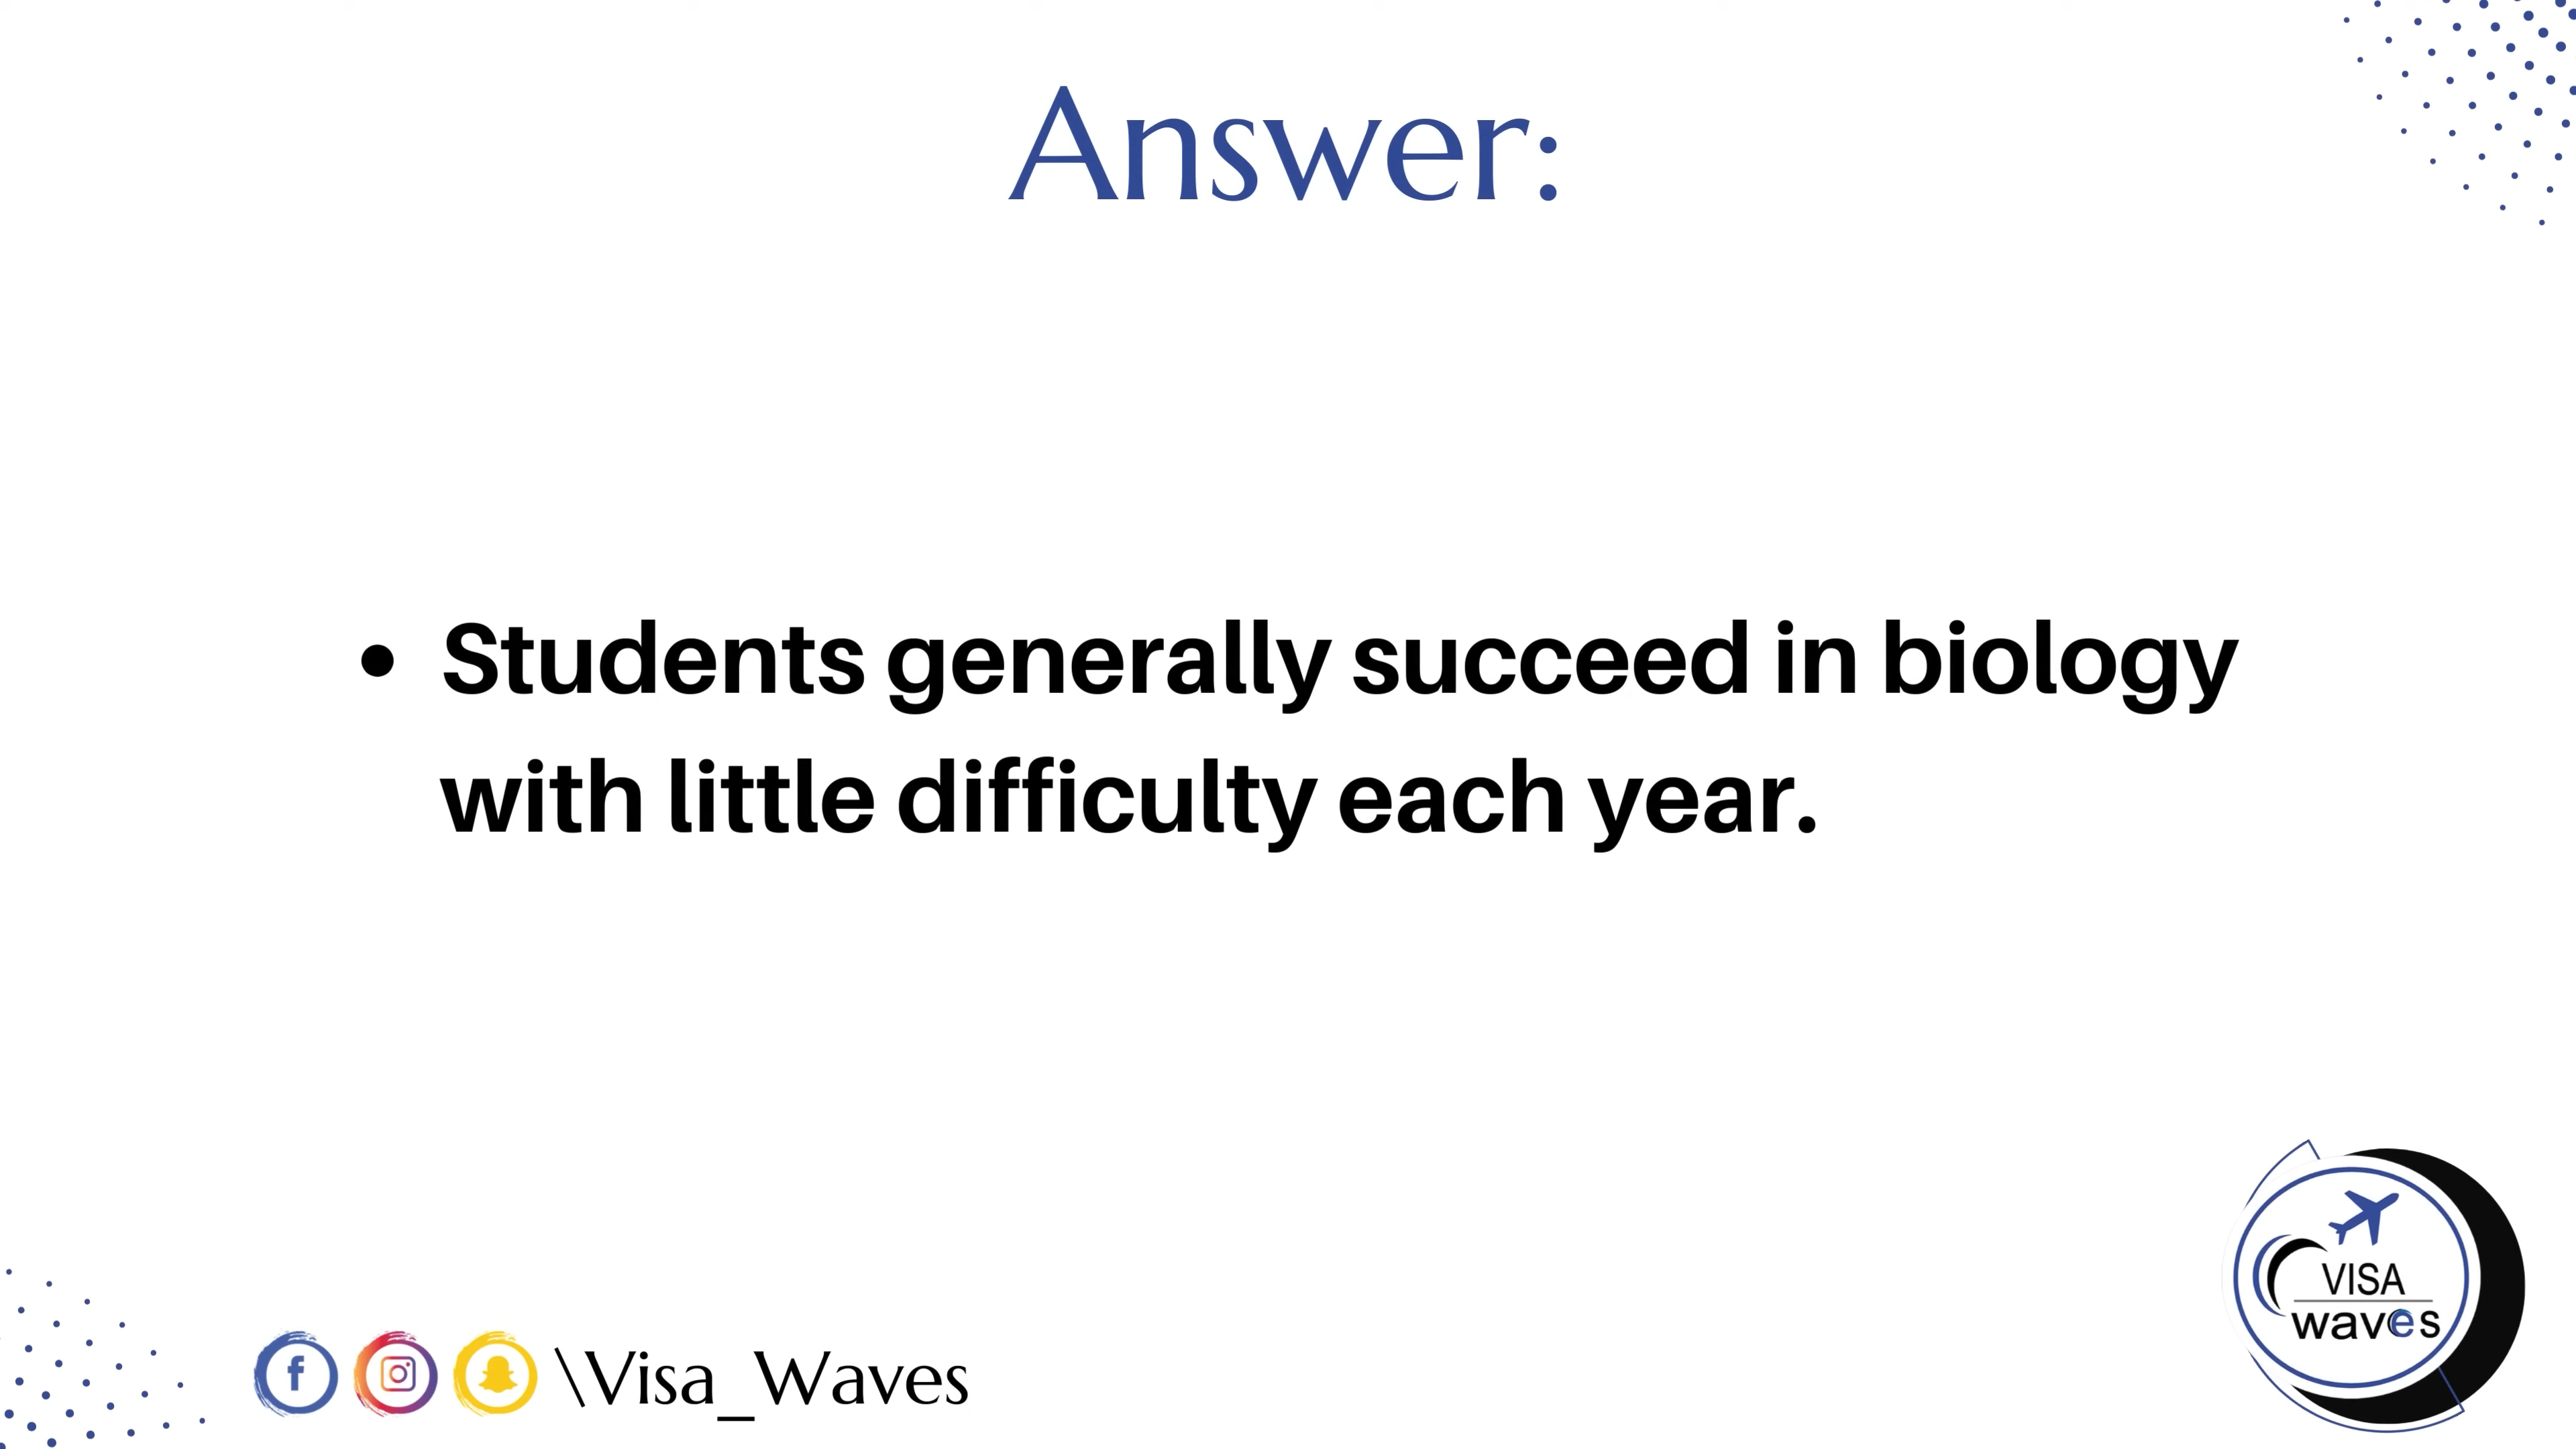 Answer:
• Students generally succeed in biology
with little difficulty each year.
\Visa_Waves
VISA
waves